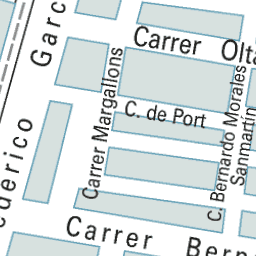 Garc
Carrer Olta
Carrer Margallons
C. de Port
C. Bernardo Morales
Sanmartín
ederico
Carrer Bern